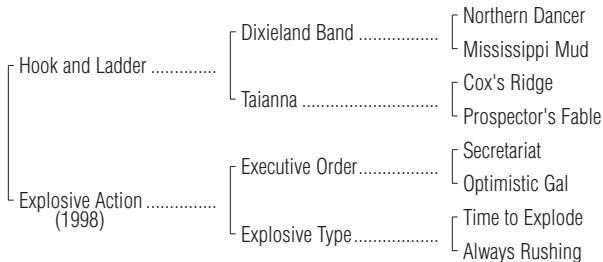 Northern Dancer
Dixieland Band ..................
Mississippi Mud
Hook and Ladder ..............
Cox's Ridge
Taianna .............................
Prospector's Fable
Secretariat
Executive Order..................
Optimistic Gal
Explosive Action ...............
(1998)
Time to Explode
Explosive Type...................
Always Rushing